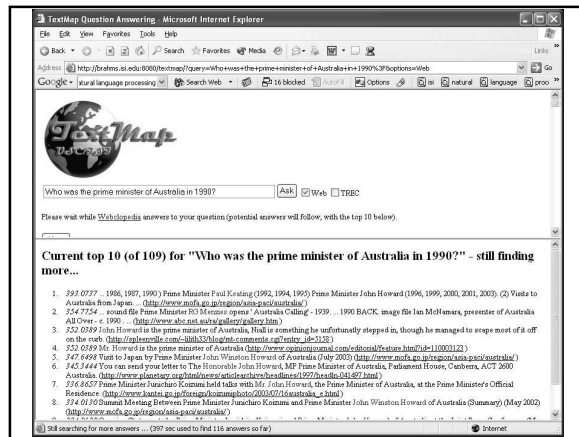 TextMap Question Answering - Microsoft Internet Explorer
File Edit View Favorites Tools Help
Back Search Favorites Media Links
Address http://brahms.isi.edu:8080/textmap/?query=Who+was+the+prime+minister+of+Australia+in+1990%3F&options=Web Go
Google atural language processing Search Web 16 blocked AutoFill Options isi natural language proo
TextMap
USC/ISI
Who was the prime minister of Australia in 1990? Ask Web TREC
Please wait while Webclopedia answers to your question (potential answers will follow, with the top 10 below).
Current top 10 (of 109) for "Who was the prime minister of Australia in 1990?" - still finding
more...
1. 393.0737 ... 1986, 1987, 1990 ) Prime Minister Paul Keating (1992, 1994, 1995) Prime Minister John Howard (1996, 1999, 2000, 2001, 2003). (2) Visits to
Australia from Japan. ... (http://www.mofa.go.jp/region/asia-paci/australia/)
2. 354.7754 ... sound file Prime Minister RG Menzies opens ' Australia Calling' - 1939. ... 1990 BACK. image file Ian McNamara, presenter of Australia
All Over - c. 1990 ... (http://www.abc.net.au/ra/gallery/gallery.htm )
3. 352.0389 John Howard is the prime minister of Australia, Niall is something he unfortunatly stepped in, though he managed to scrape most of it off
on the curb. (http://spleenville.com/~lilith33/blog/mt-comments.cgi?entry_id=5158 )
4. 352.0389 Mr. Howard is the prime minister of Australia (http://www.opinionjournal.com/editorial/feature.html?id=110003123 )
5. 347.6498 Visit to Japan by Prime Minister John Winston Howard of Australia (July 2003) (http://www.mofa.go.jp/region/asia-paci/australia/)
6. 345.3444 You can send your letter to The Honorable John Howard, MP Prime Minister of Australia, Parliament House, Canberra, ACT 2600
Australia. (http://www.planetary.org/html/news/articlearchive/headlines/1997/headln-041497.html )
7. 336.8657 Prime Minister Junichiro Koizumi held talks with Mr. John Howard, the Prime Minister of Australia, at the Prime Minister's Official
Residence. (http://www.kantei.go.jp/foreign/koizumiphoto/2003/07/16australia_e.html )
8. 334.0130 Summit Meeting Between Prime Minister Junichiro Koizumi and Prime Minister John Winston Howard of Australia (Summary) (May 2002)
(http://www.mofa.go.jp/region/asia-paci/australia/)
Still searching for more answers ... (397 sec used to find 116 answers so far) Internet